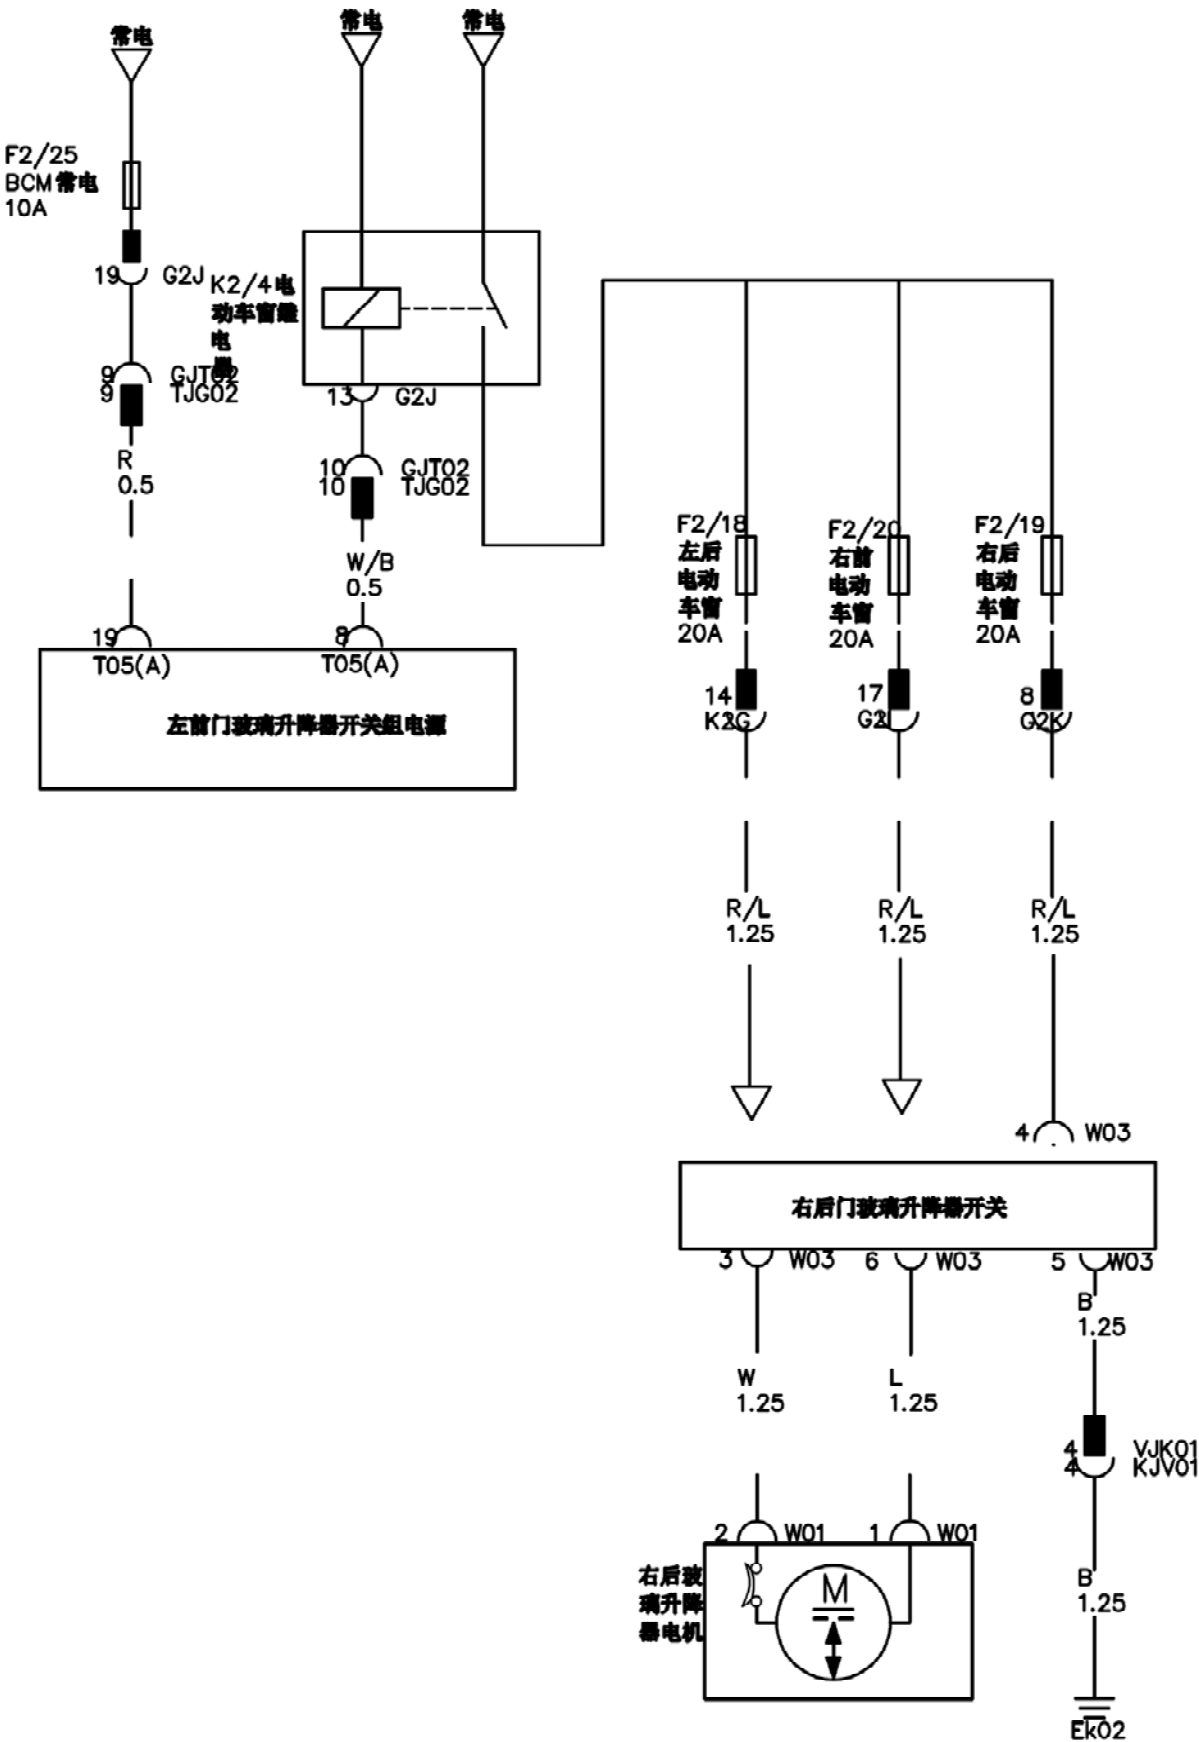 常电
常电
常电
F2/25
BCM常电
10A
19
G2J
K2/4电
动车窗继
电
器
9
GJT02
9
TJG02
13
G2J
R
0.5
10
GJT02
10
TJG02
W/B
0.5
F2/18
左后
电动
车窗
20A
F2/20
右前
电动
车窗
20A
F2/19
右后
电动
车窗
20A
19
T05(A)
8
T05(A)
左前门玻璃升降器开关组电源
14
K2G
17
8
G2K
R/L
1.25
R/L
1.25
R/L
1.25
4
W03
右后门玻璃升降器开关
3
W03
6
W03
5
W03
B
1.25
W
1.25
L
1.25
4
VJK01
4
KJV01
2
W01
1
W01
右后玻
璃升降
器电机
M
B
1.25
Ek02